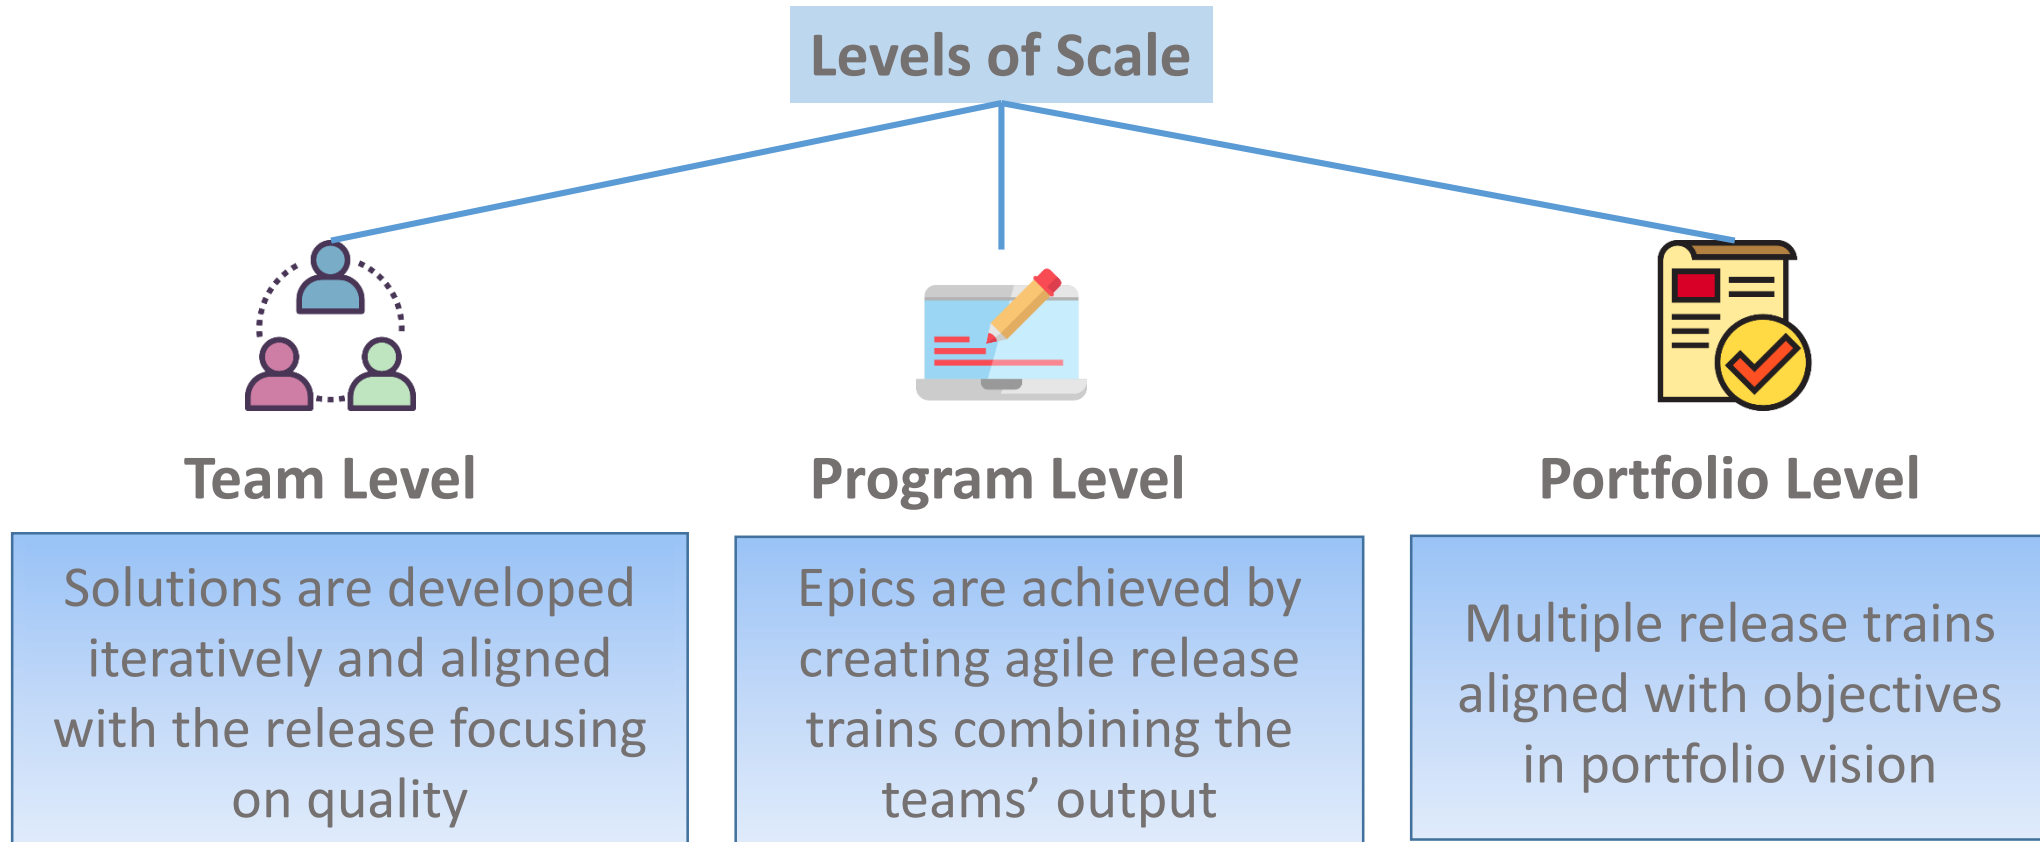 Levels of Scale
Team Level
Solutions are developed
iteratively and aligned
with the release focusing
on quality
Program Level
Epics are achieved by
creating agile release
trains combining the
teams’ output
Portfolio Level
Multiple release trains
aligned with objectives
in portfolio vision